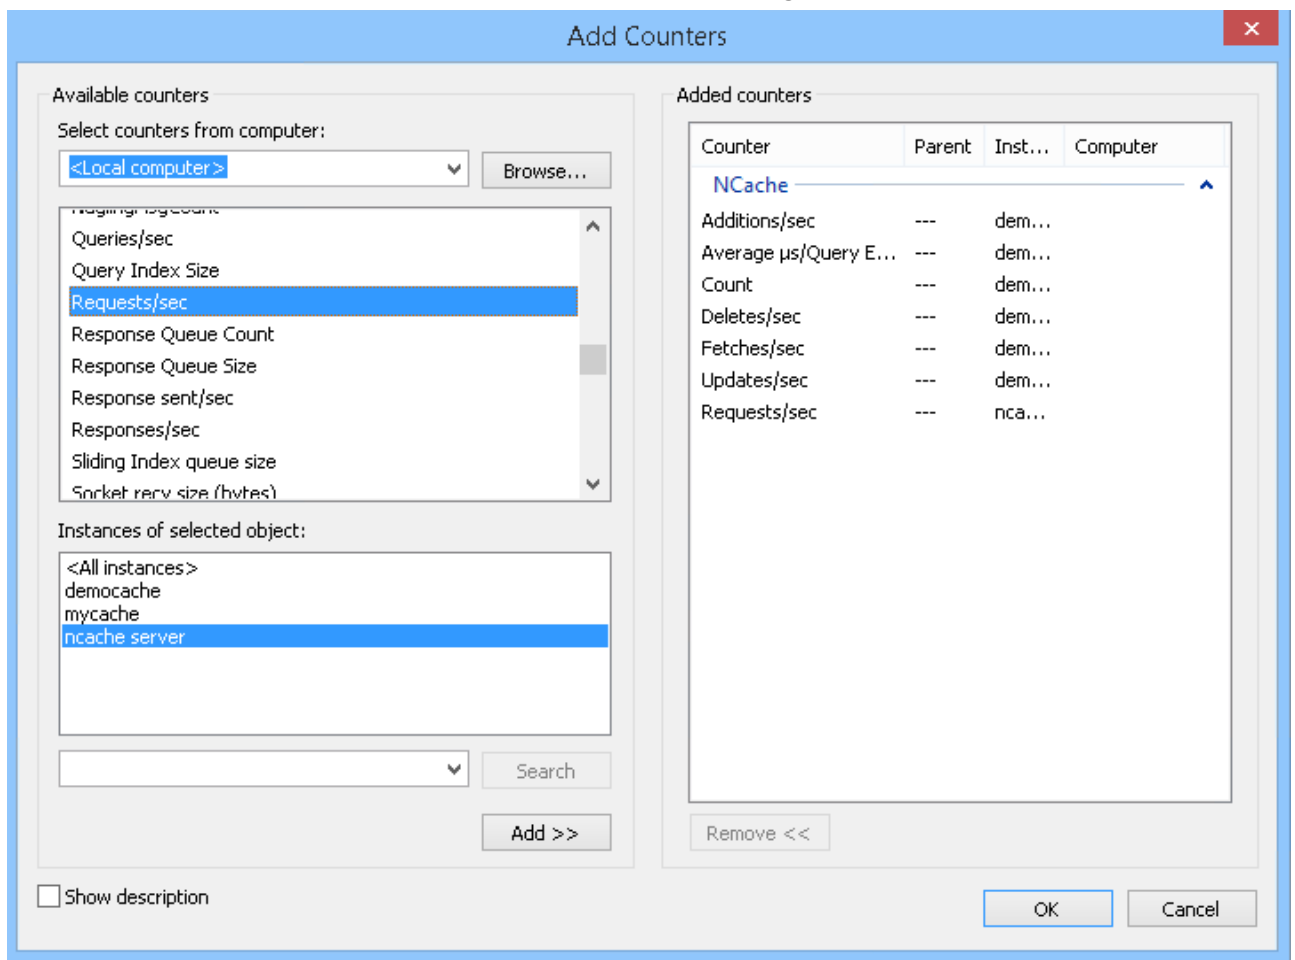 Add Counters
Available counters
Select counters from computer:
<Local computer>
Browse...
Queries/sec
Query Index Size
Requests/sec
Response Queue Count
Response Queue Size
Response sent/sec
Responses/sec
Sliding Index queue size
Socket recv size (bytes)
Instances of selected object:
<All instances>
democache
mycache
ncache server
Search
Add >>
Show description
Added counters
Counter Parent Inst... Computer
NCache
Additions/sec --- dem...
Average µs/Query E... --- dem...
Count --- dem...
Deletes/sec --- dem...
Fetches/sec --- dem...
Updates/sec --- dem...
Requests/sec --- nca...
Remove <<
OK
Cancel